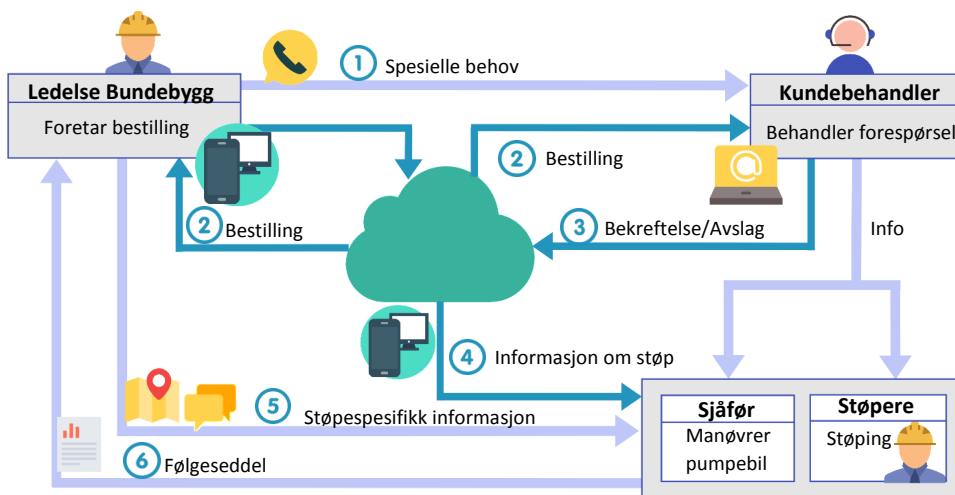 1 Spesielle behov
Ledelse Bundebygg
Foretar bestilling
Kundebehandler
Behandler forespørsel
2 Bestilling
2 Bestilling
3 Bekreftelse/Avslag
Info
4 Informasjon om støp
5 Støpespesifikk informasjon
6 Følgeseddel
Sjåfør
Manøvrer
pumpebil
Støpere
Støping